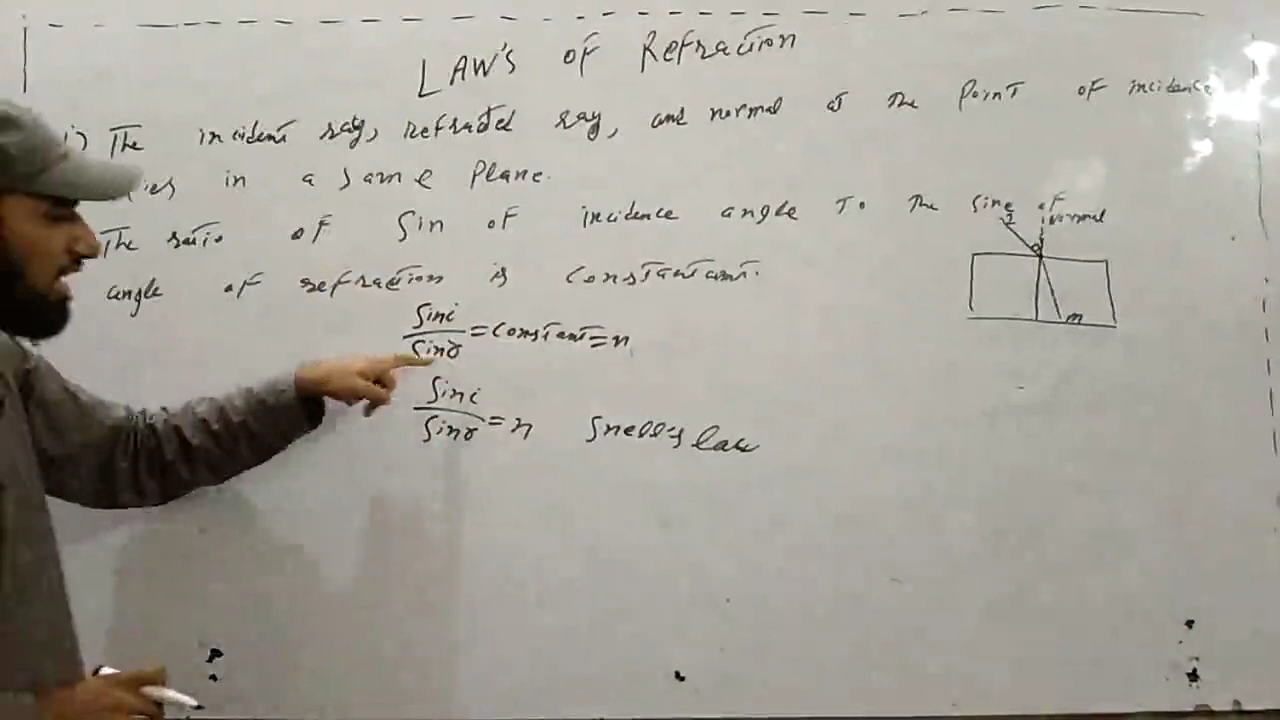 LAW'S OF Refraction
i) The incident ray, refracted ray, and normal at the Point OF incidence
lies in a same Plane.
The ratio of Sin of incidence angle To The Sine of
Normal
angle of refraction is Constantant.
Sini
Sinr = Constant = n
m
Sini
Sinr = n Snell's law